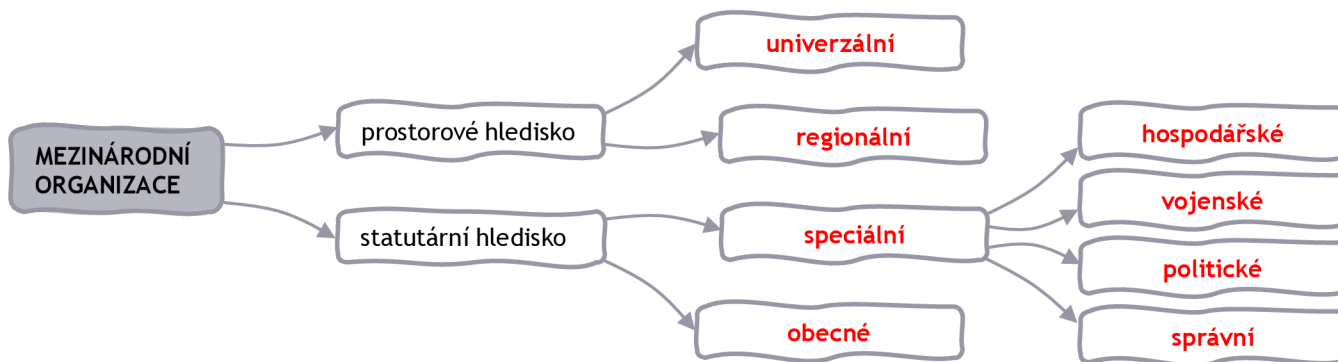 MEZINÁRODNÍ
ORGANIZACE
prostorové hledisko
statutární hledisko
univerzální
regionální
speciální
obecné
hospodářské
vojenské
politické
správní